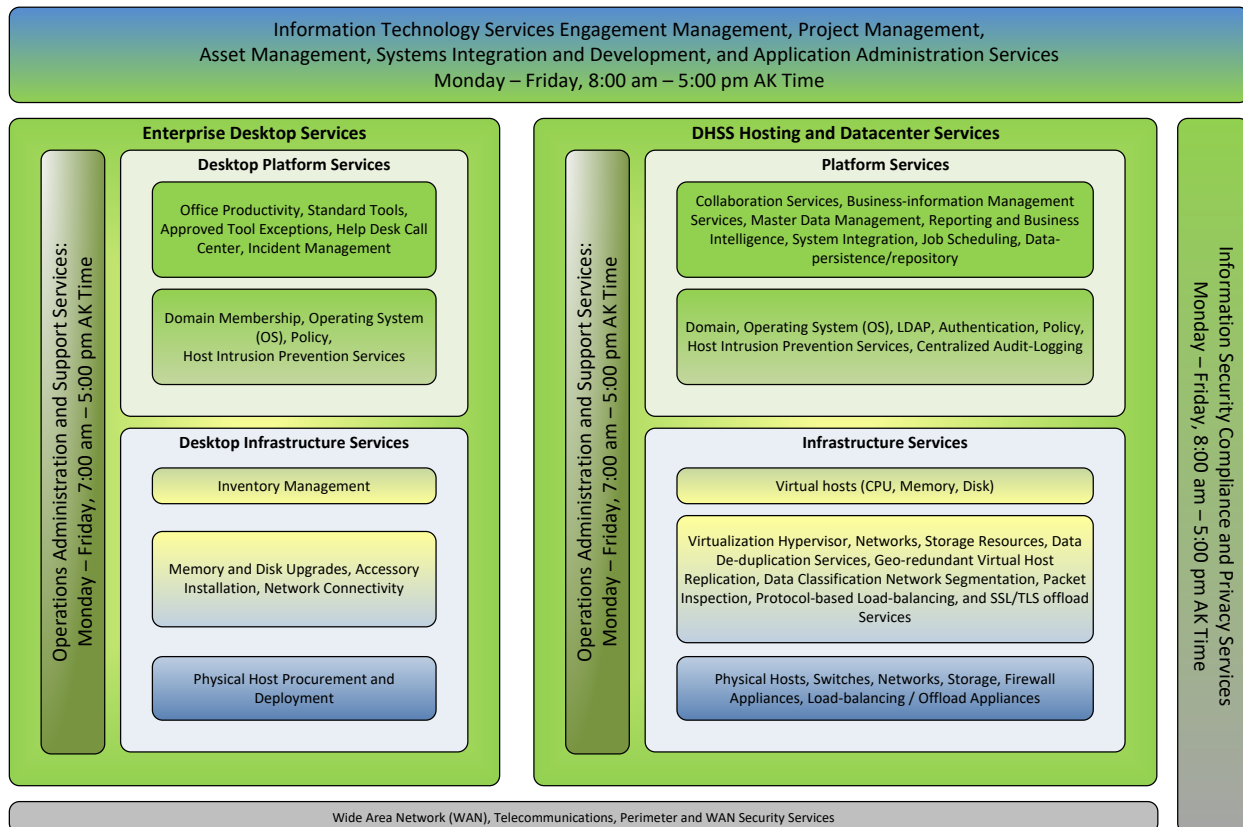 Information Technology Services Engagement Management, Project Management,
Asset Management, Systems Integration and Development, and Application Administration Services
Monday – Friday, 8:00 am – 5:00 pm AK Time
Enterprise Desktop Services
Operations Administration and Support Services:
Monday – Friday, 7:00 am – 5:00 pm AK Time
Desktop Platform Services
Office Productivity, Standard Tools,
Approved Tool Exceptions, Help Desk Call
Center, Incident Management
Domain Membership, Operating System
(OS), Policy,
Host Intrusion Prevention Services
Desktop Infrastructure Services
Inventory Management
Memory and Disk Upgrades, Accessory
Installation, Network Connectivity
Physical Host Procurement and
Deployment
DHSS Hosting and Datacenter Services
Operations Administration and Support Services:
Monday – Friday, 7:00 am – 5:00 pm AK Time
Platform Services
Collaboration Services, Business-information Management
Services, Master Data Management, Reporting and Business
Intelligence, System Integration, Job Scheduling, Data-
persistence/repository
Domain, Operating System (OS), LDAP, Authentication, Policy,
Host Intrusion Prevention Services, Centralized Audit-Logging
Infrastructure Services
Virtual hosts (CPU, Memory, Disk)
Virtualization Hypervisor, Networks, Storage Resources, Data
De-duplication Services, Geo-redundant Virtual Host
Replication, Data Classification Network Segmentation, Packet
Inspection, Protocol-based Load-balancing, and SSL/TLS offload
Services
Physical Hosts, Switches, Networks, Storage, Firewall
Appliances, Load-balancing / Offload Appliances
Information Security Compliance and Privacy Services
Monday – Friday, 8:00 am – 5:00 pm AK Time
Wide Area Network (WAN), Telecommunications, Perimeter and WAN Security Services